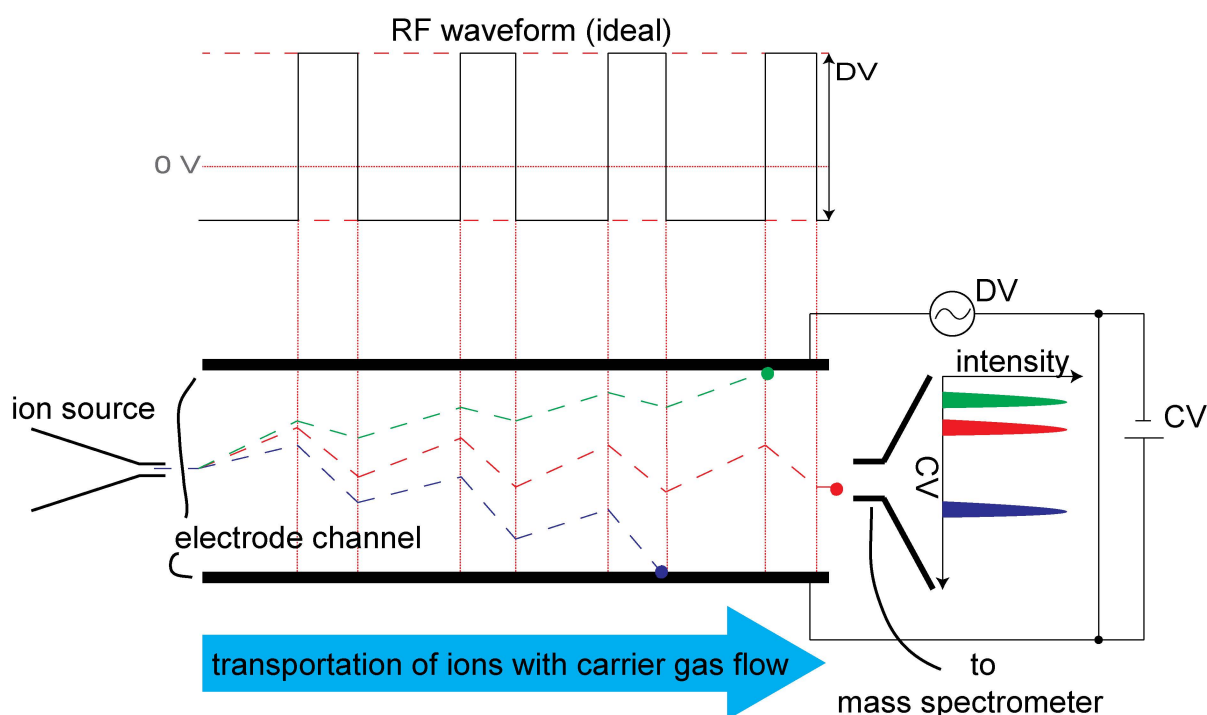 RF waveform (ideal)
DV
0 V
DV
intensity
ion source
CV
CV
electrode channel
transportation of ions with carrier gas flow
to
mass spectrometer